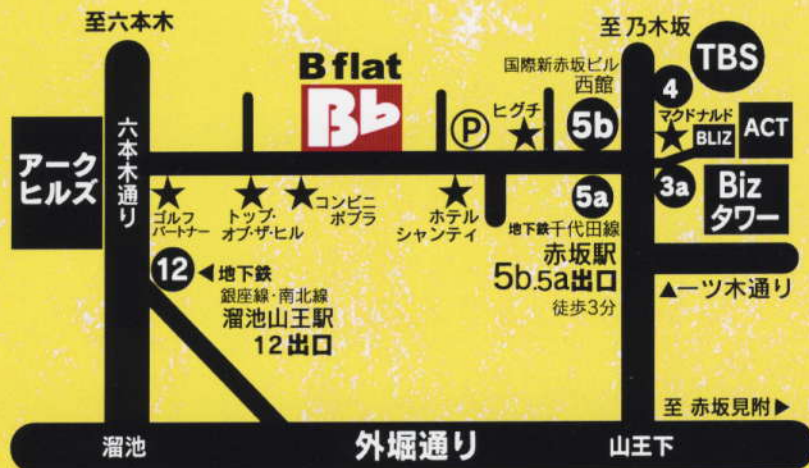 至六本木
至乃木坂
B flat
Bb
国際新赤坂ビル
西館
TBS
4
P
ヒグチ
5b
マクドナルド
BLIZ
ACT
アーク
ヒルズ
六本木通り
ゴルフ
パートナー
トップ・
オブ・ザ・ヒル
コンビニ
ポプラ
ホテル
シャンティ
5a
3a
Biz
タワー
地下鉄千代田線
赤坂駅
5b.5a出口
徒歩3分
12
◀地下鉄
銀座線・南北線
溜池山王駅
12出口
▲一ツ木通り
至 赤坂見附▶
溜池
外堀通り
山王下